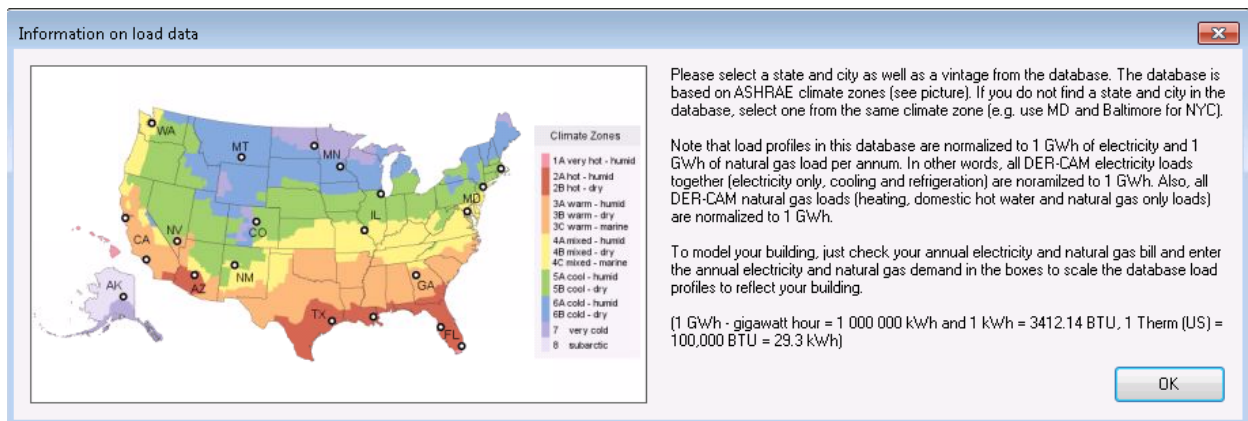 Information on load data
WA
MT
MN
IL
MD
NV
CA
CO
NM
AZ
GA
TX
FL
AK
Climate Zones
1A very hot - humid
2A hot - humid
2B hot - dry
3A warm - humid
3B warm - dry
3C warm - marine
4A mixed - humid
4B mixed - dry
4C mixed - marine
5A cool - humid
5B cool - dry
6A cold - humid
6B cold - dry
7 very cold
8 subarctic
Please select a state and city as well as a vintage from the database. The database is
based on ASHRAE climate zones (see picture). If you do not find a state and city in the
database, select one from the same climate zone (e.g. use MD and Baltimore for NYC).
Note that load profiles in this database are normalized to 1 GWh of electricity and 1
GWh of natural gas load per annum. In other words, all DER-CAM electricity loads
together (electricity only, cooling and refrigeration) are noramilzed to 1 GWh. Also, all
DER-CAM natural gas loads (heating, domestic hot water and natural gas only loads)
are normalized to 1 GWh.
To model your building, just check your annual electricity and natural gas bill and enter
the annual electricity and natural gas demand in the boxes to scale the database load
profiles to reflect your building.
(1 GWh - gigawatt hour = 1 000 000 kWh and 1 kWh = 3412.14 BTU, 1 Therm (US) =
100,000 BTU = 29.3 kWh)
OK